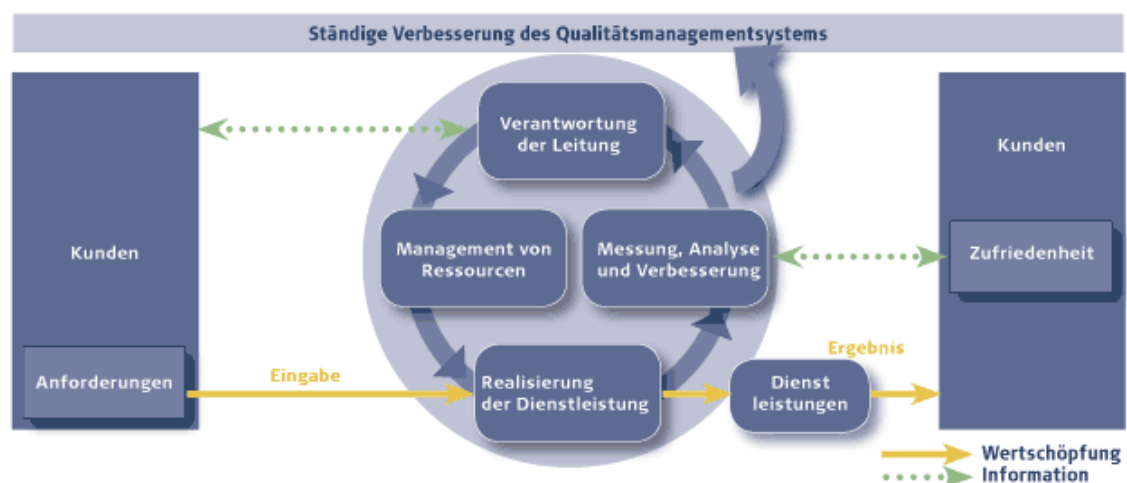 Ständige Verbesserung des Qualitätsmanagementsystems
Kunden
Anforderungen
Eingabe
Verantwortung
der Leitung
Management von
Ressourcen
Messung, Analyse
und Verbesserung
Realisierung
der Dienstleistung
Dienst
leistungen
Ergebnis
Kunden
Zufriedenheit
Wertschöpfung
Information